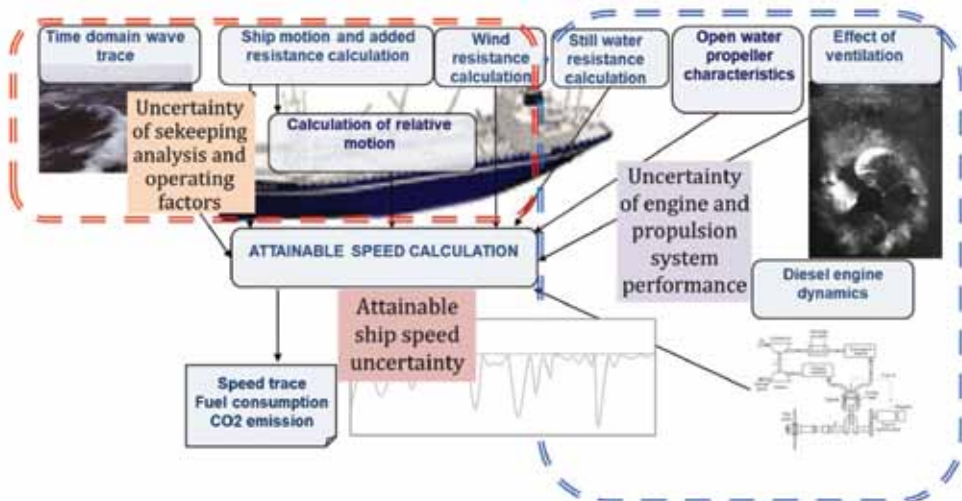 Time domain wave
trace
Ship motion and added
resistance calculation
Wind
resistance
calculation
Still water
resistance
calculation
Open water
propeller
characteristics
Effect of
ventilation
Uncertainty
of sekeeping
analysis and
operating
factors
Calculation of relative
motion
Uncertainty
of engine and
propulsion
system
performance
ATTAINABLE SPEED CALCULATION
Diesel engine
dynamics
Attainable
ship speed
uncertainty
Speed trace
Fuel consumption
CO2 emission